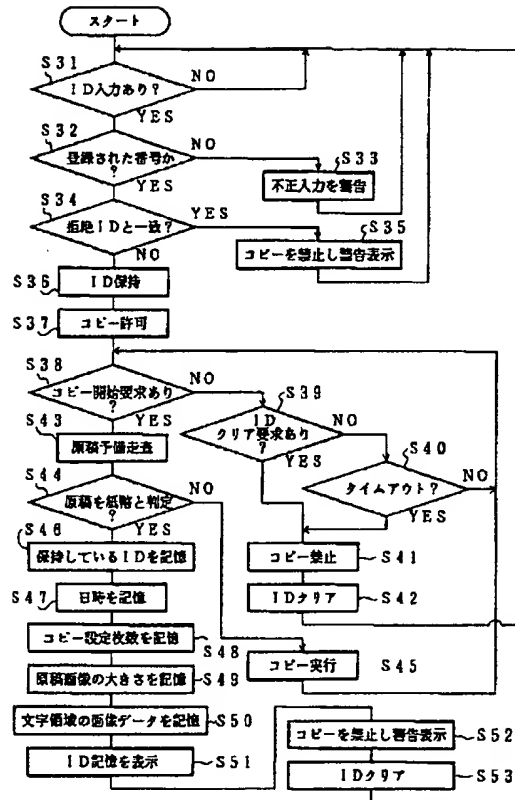 スタート
S31
ID入力あり?
NO
YES
S32
登録された番号か
?
NO
YES
S33
不正入力を警告
S34
拒絶IDと一致?
YES
NO
S35
コピーを禁止し警告表示
S36
ID保持
S37
コピー許可
S38
コピー開始要求あり
?
NO
YES
S39
ID
クリア要求あり
?
NO
YES
S40
タイムアウト?
NO
YES
S43
原稿予備走査
S44
原稿を紙幣と判定
?
NO
YES
S41
コピー禁止
S42
IDクリア
S46
保持しているIDを記憶
S47
日時を記憶
S48
コピー設定枚数を記憶
S45
コピー実行
S49
原稿画像の大きさを記憶
S50
文字領域の画像データを記憶
S51
ID記憶を表示
S52
コピーを禁止し警告表示
S53
IDクリア